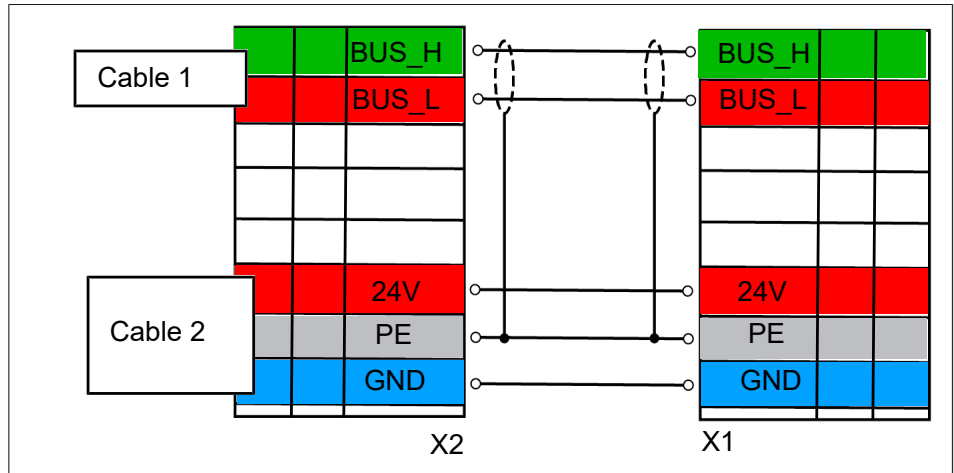 Cable 1
BUS_H
BUS_L
BUS_H
BUS_L
Cable 2
24V
PE
GND
24V
PE
GND
X2
X1